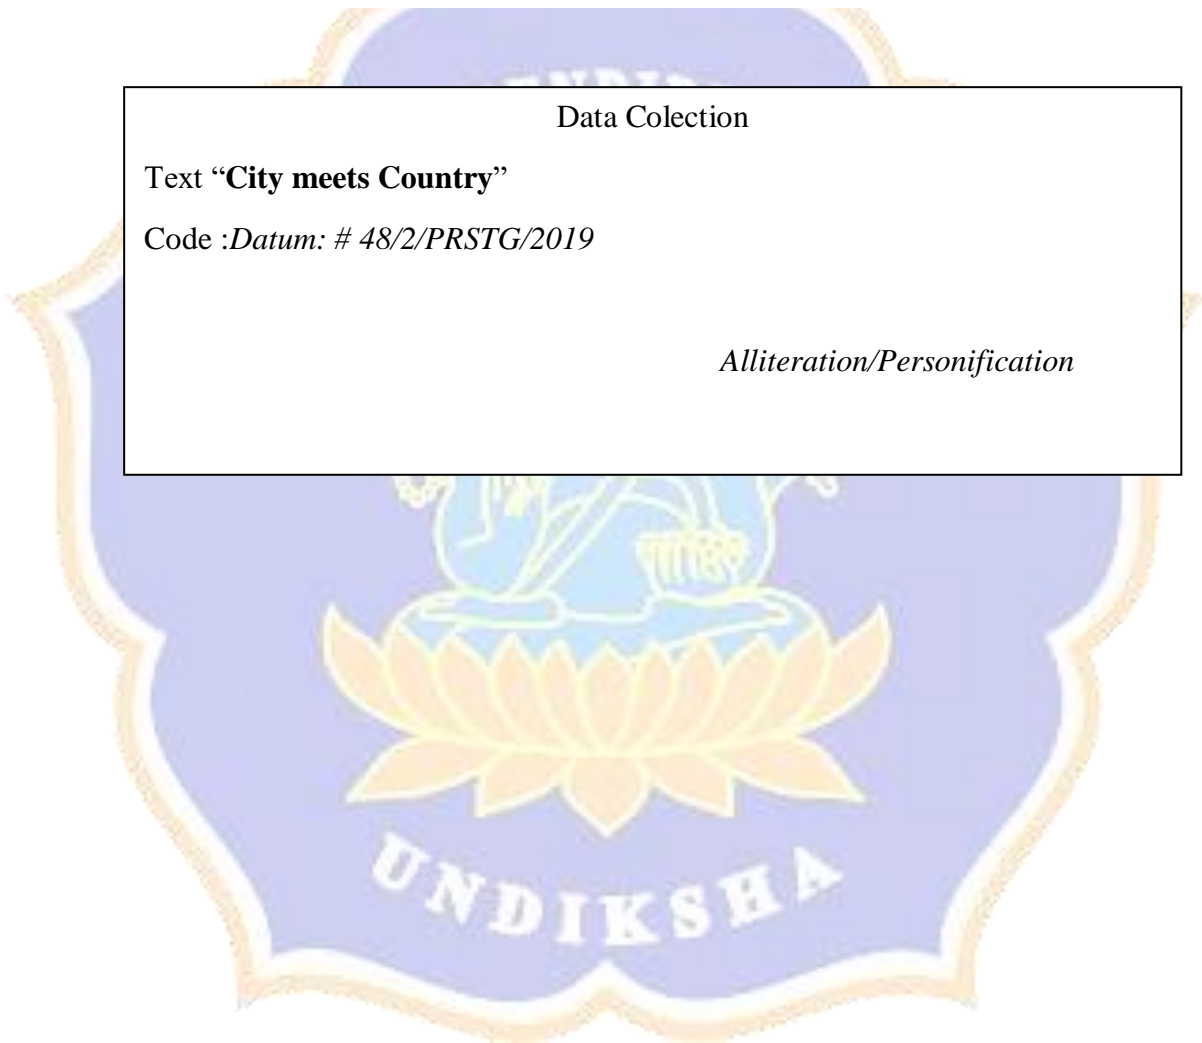 Data Colection
Text “City meets Country”
Code :Datum: # 48/2/PRSTG/2019
Alliteration/Personification
UNDIKSHA